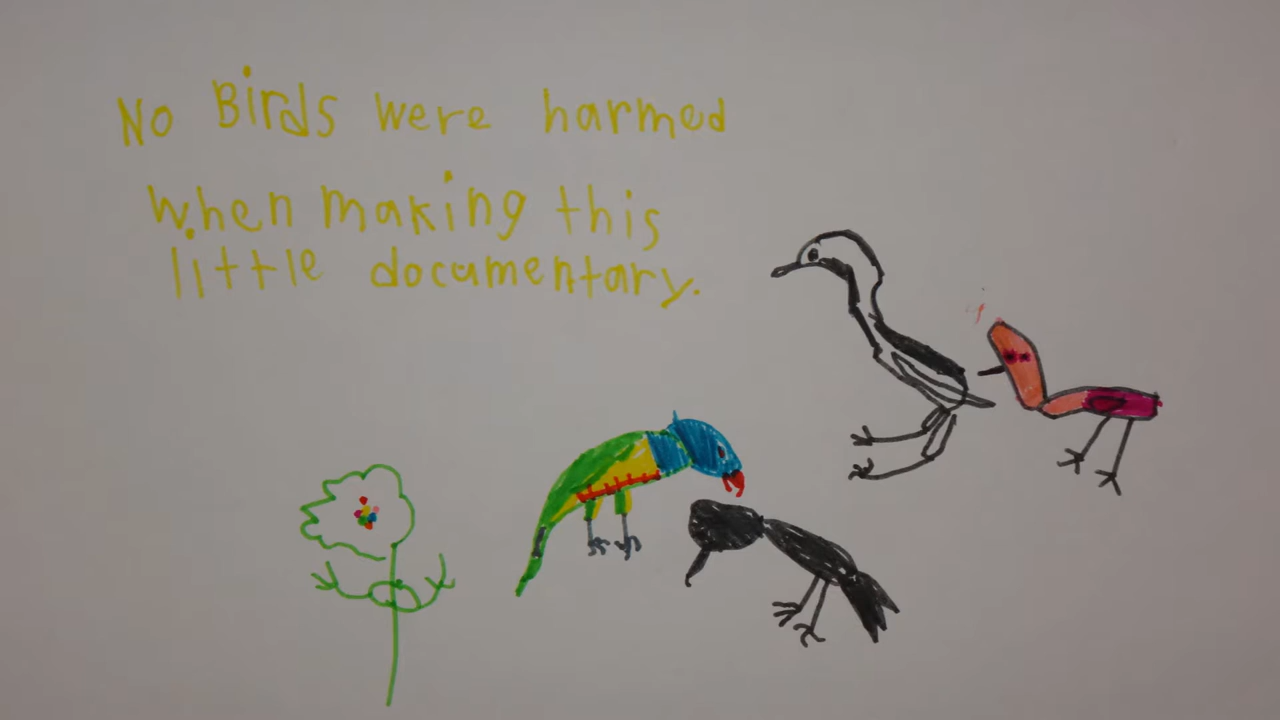 No Birds were harmed
when making this
little documentary.